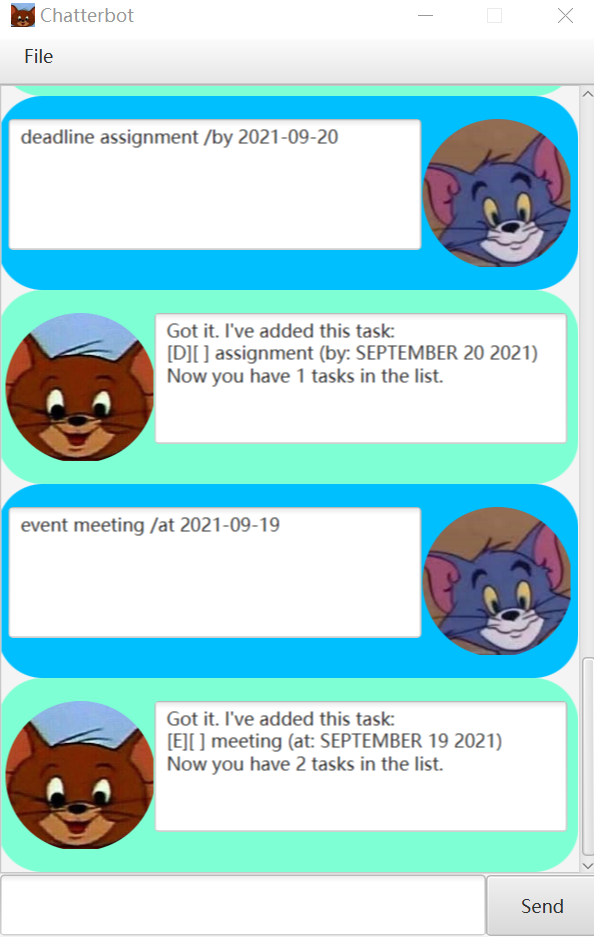 Chatterbot
File
deadline assignment /by 2021-09-20
Got it. I've added this task:
[D][ ] assignment (by: SEPTEMBER 20 2021)
Now you have 1 tasks in the list.
event meeting /at 2021-09-19
Got it. I've added this task:
[E][ ] meeting (at: SEPTEMBER 19 2021)
Now you have 2 tasks in the list.
Send